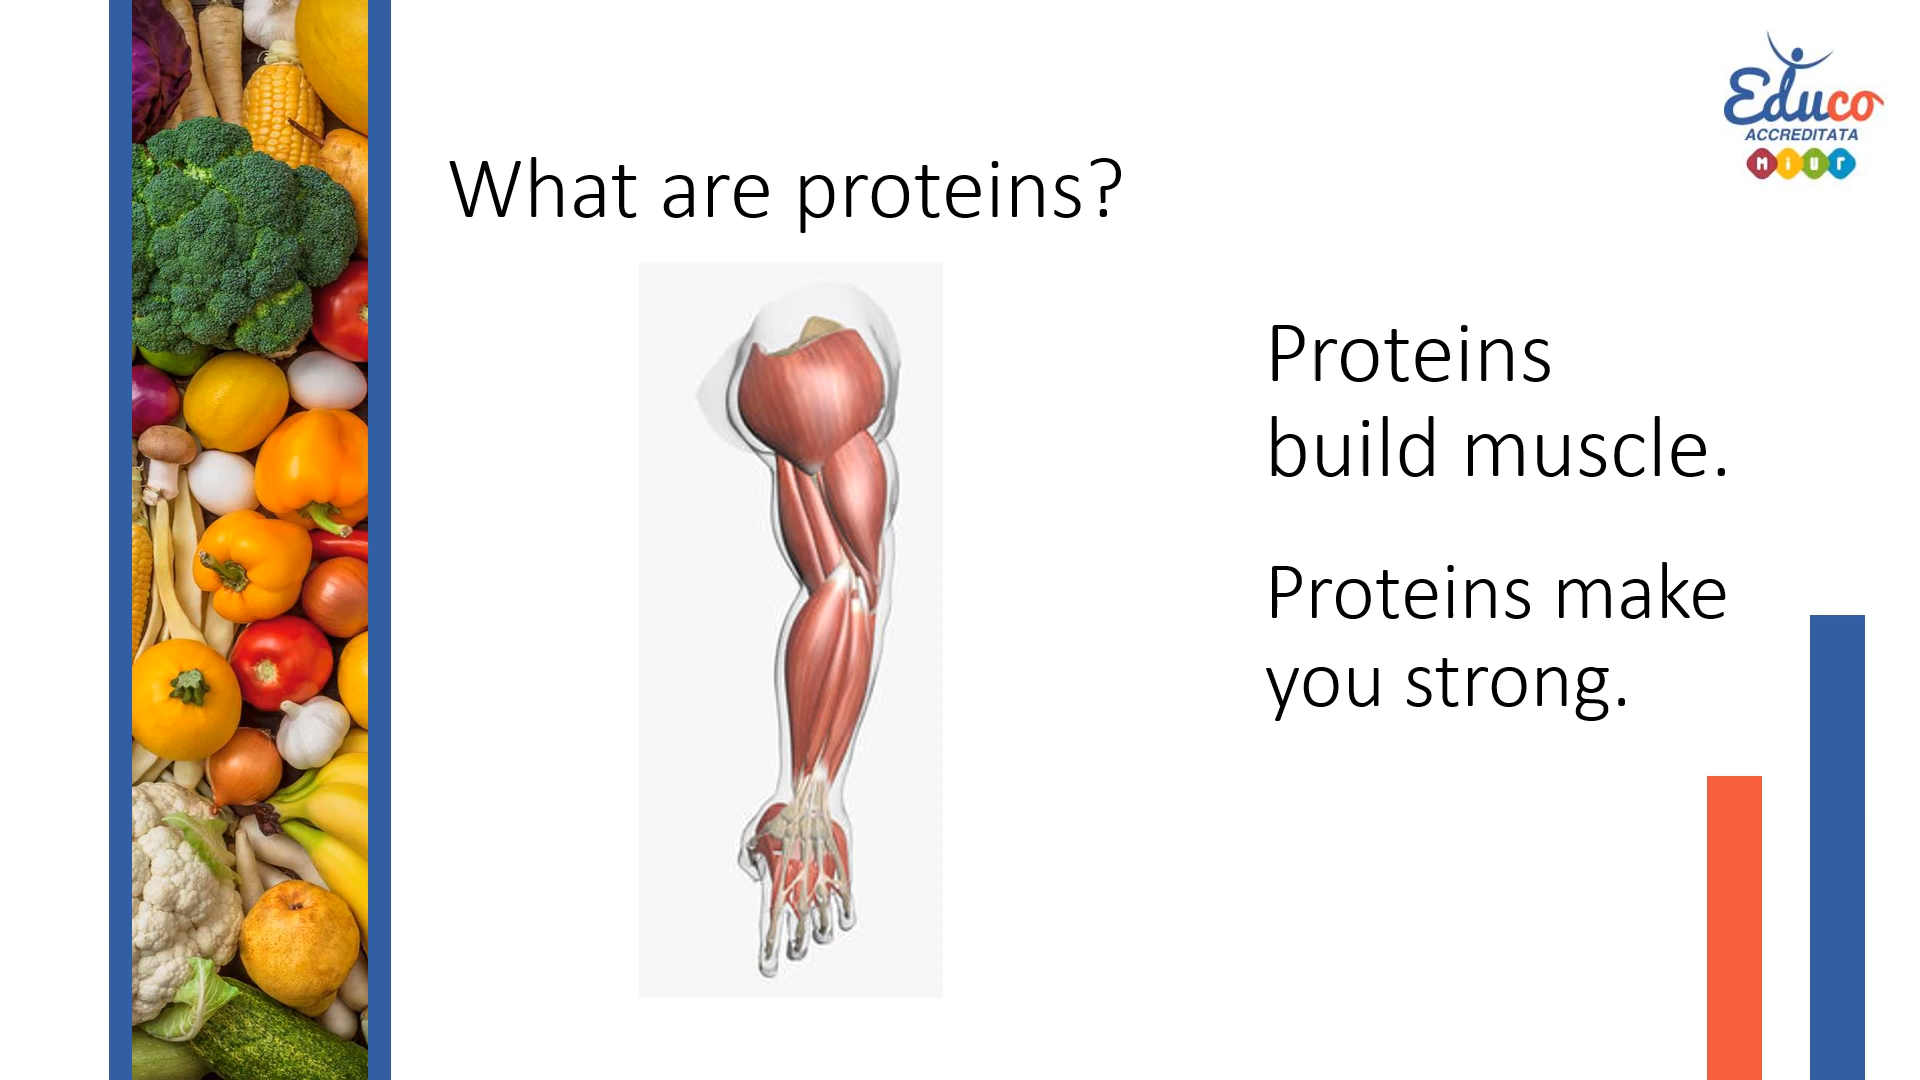 Educo
ACCREDITATA
MIUR
What are proteins?
Proteins
build muscle.
Proteins make
you strong.